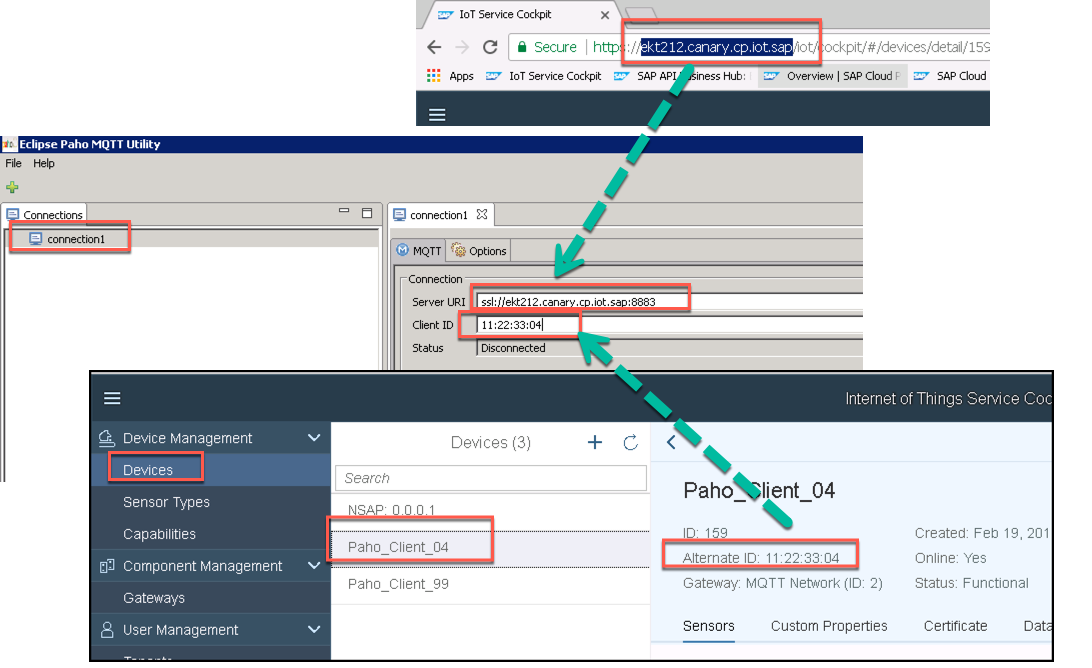 IoT Service Cockpit
Secure https://ekt212.canary.cp.iot.sap/iot/cockpit/#/devices/detail/159
Apps IoT Service Cockpit SAP API Business Hub: Overview | SAP Cloud P SAP Cloud
Eclipse Paho MQTT Utility
File Help
Connections
connection1
connection1
MQTT Options
Connection
Server URI ssl://ekt212.canary.cp.iot.sap:8883
Client ID 11:22:33:04
Status Disconnected
Internet of Things Service Coc
Device Management
Devices
Sensor Types
Capabilities
Component Management
Gateways
User Management
Tenants
Devices (3)
Search
NSAP: 0.0.0.1
Paho_Client_04
Paho_Client_99
Paho_Client_04
ID: 159
Alternate ID: 11:22:33:04
Gateway: MQTT Network (ID: 2)
Created: Feb 19, 201
Online: Yes
Status: Functional
Sensors Custom Properties Certificate Data